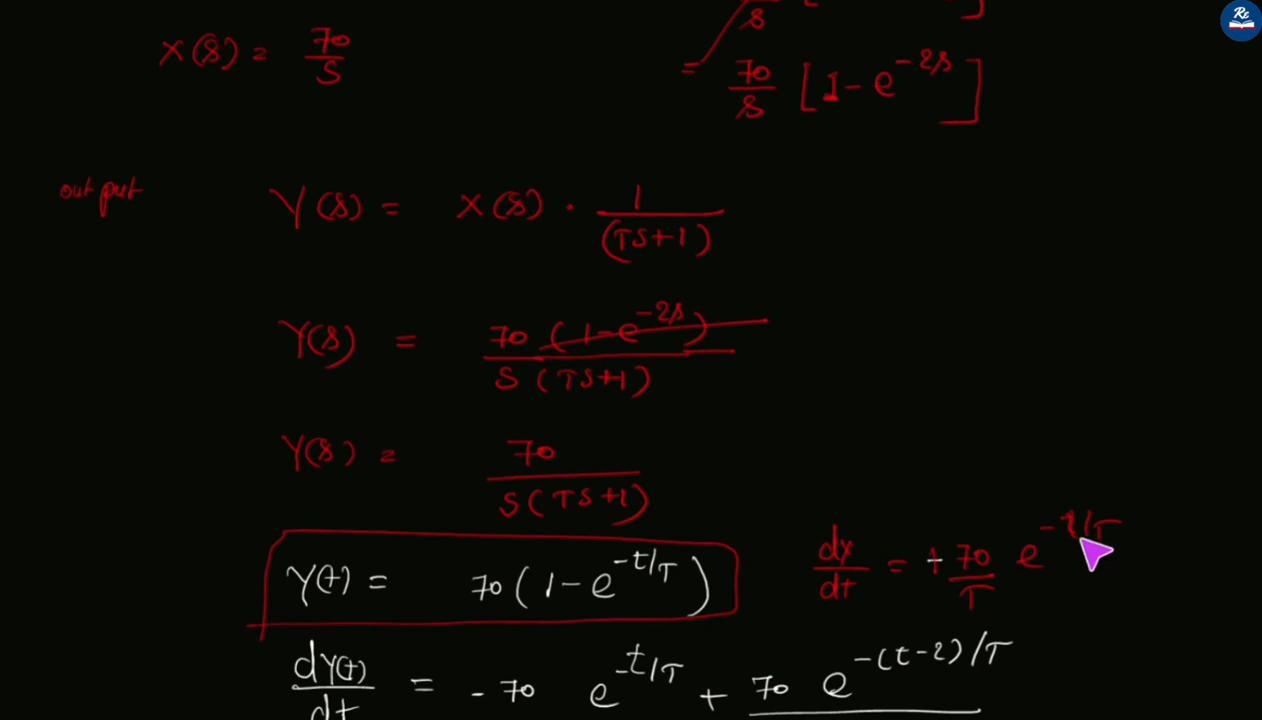 Re
s [ ]
X(s) = 70/s
= 70/s [1 - e^{-2s}]
output Y(s) = X(s) · 1/(τs+1)
Y(s) = 70 (1 - e^{-2s}) / s(τs+1)
Y(s) = 70 / s(τs+1)
Y(t) = 70 (1 - e^{-t/τ})
dy/dt = + 70/τ e^{-t/τ}
dY(t)/dt = - 70 e^{-t/τ} + 70 e^{-(t-2)/τ}